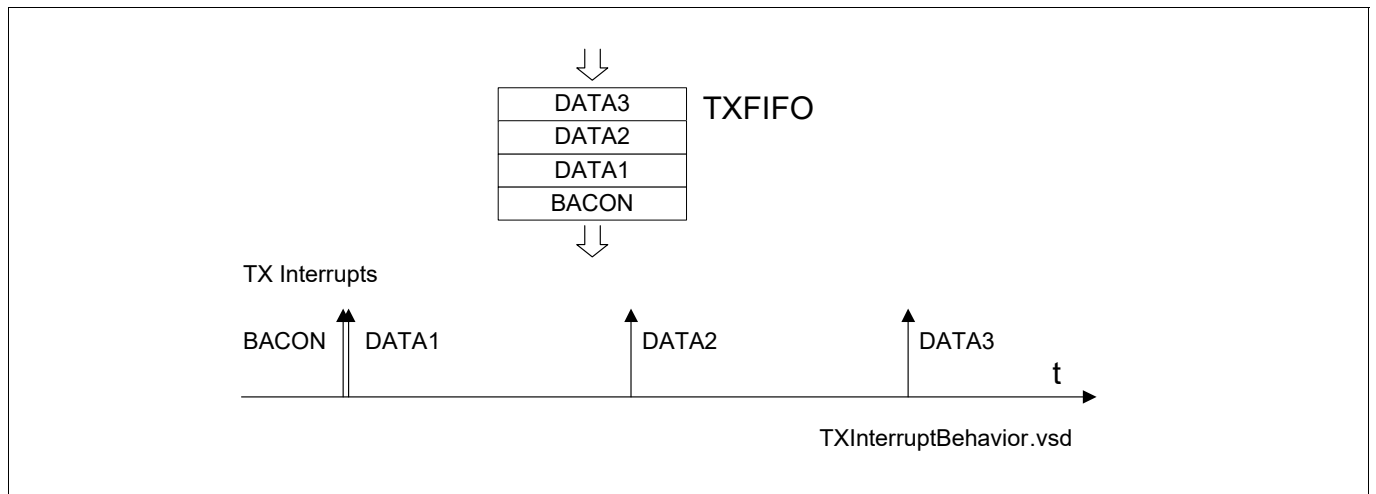 DATA3
TXFIFO
DATA2
DATA1
BACON
TX Interrupts
BACON DATA1 DATA2 DATA3
t
TXInterruptBehavior.vsd